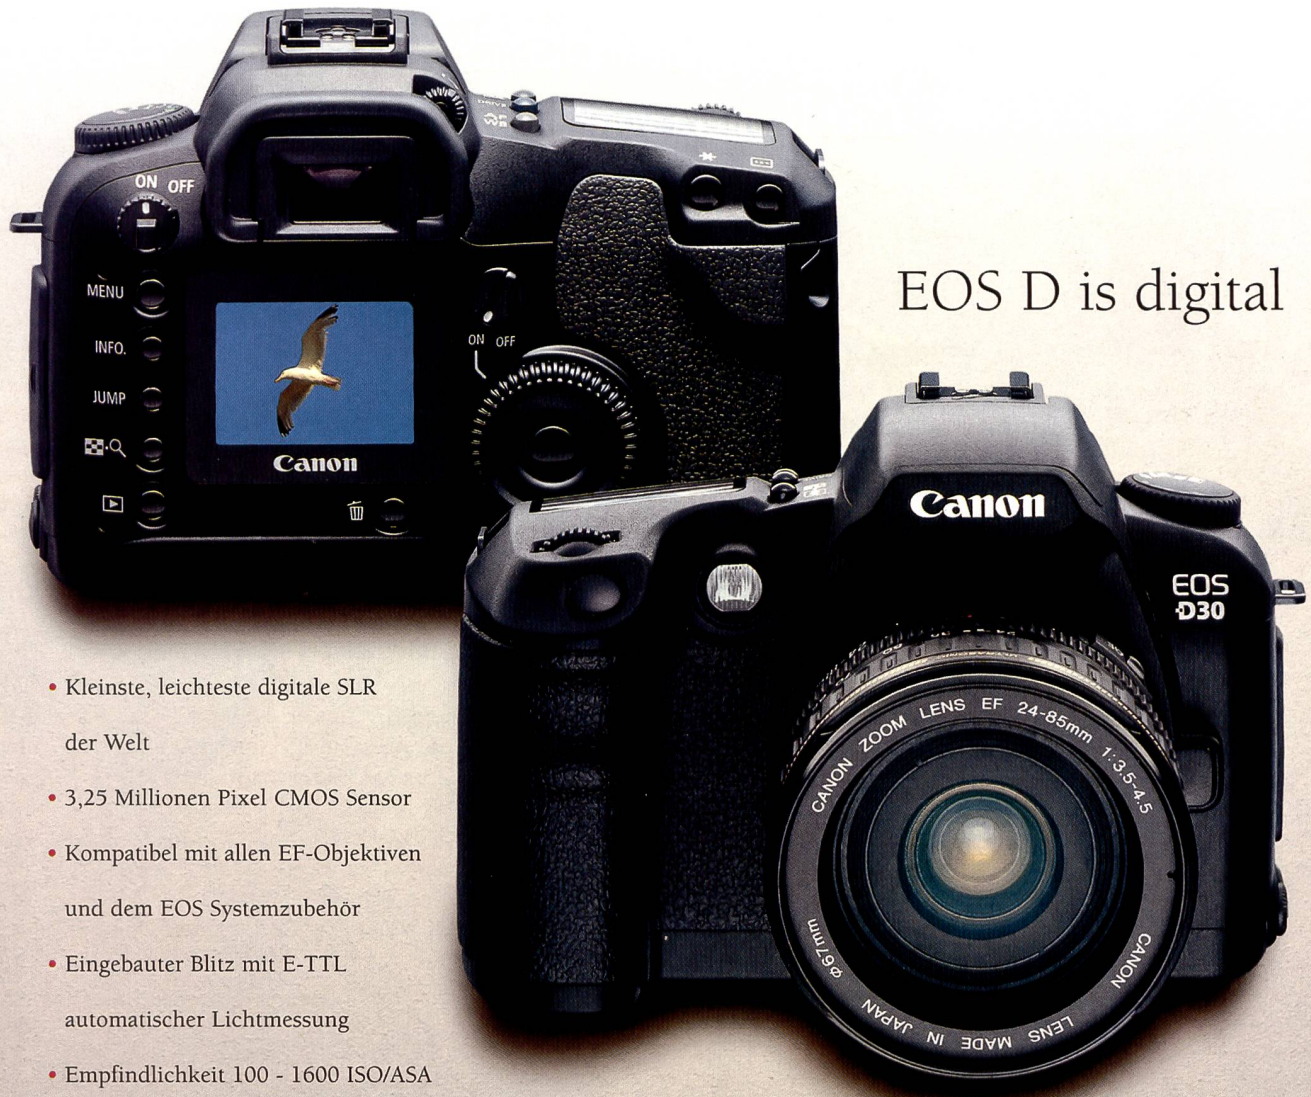 DRIVE
ON OFF
MENU
INFO.
JUMP
ON OFF
Canon
EOS D is digital
Canon
EOS
D30
CANON ZOOM LENS EF 24-85mm 1:3.5-4.5
CANON LENS MADE IN JAPAN ø67mm
• Kleinste, leichteste digitale SLR
der Welt
• 3,25 Millionen Pixel CMOS Sensor
• Kompatibel mit allen EF-Objektiven
und dem EOS Systemzubehör
• Eingebauter Blitz mit E-TTL
automatischer Lichtmessung
• Empfindlichkeit 100 - 1600 ISO/ASA